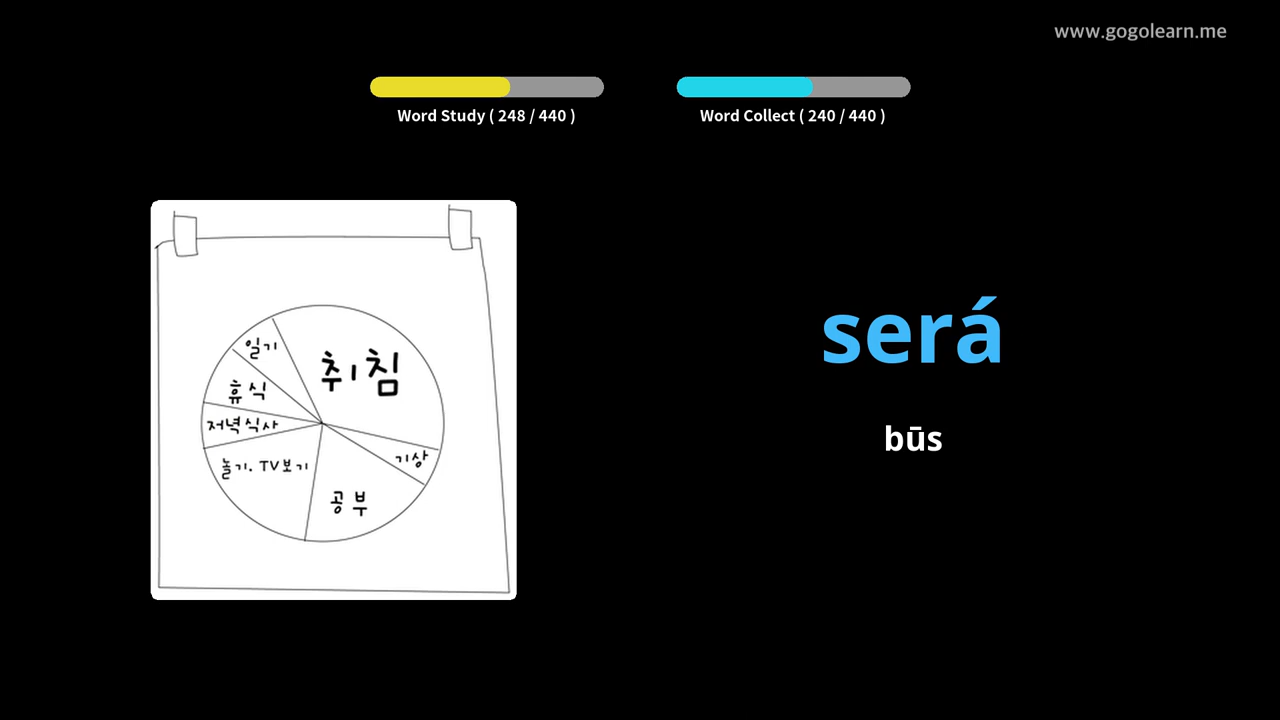 www.gogolearn.me
Word Study ( 248 / 440 )
Word Collect ( 240 / 440 )
일기
취침
휴식
저녁식사
놀기. TV보기
기상
공부
será
būs